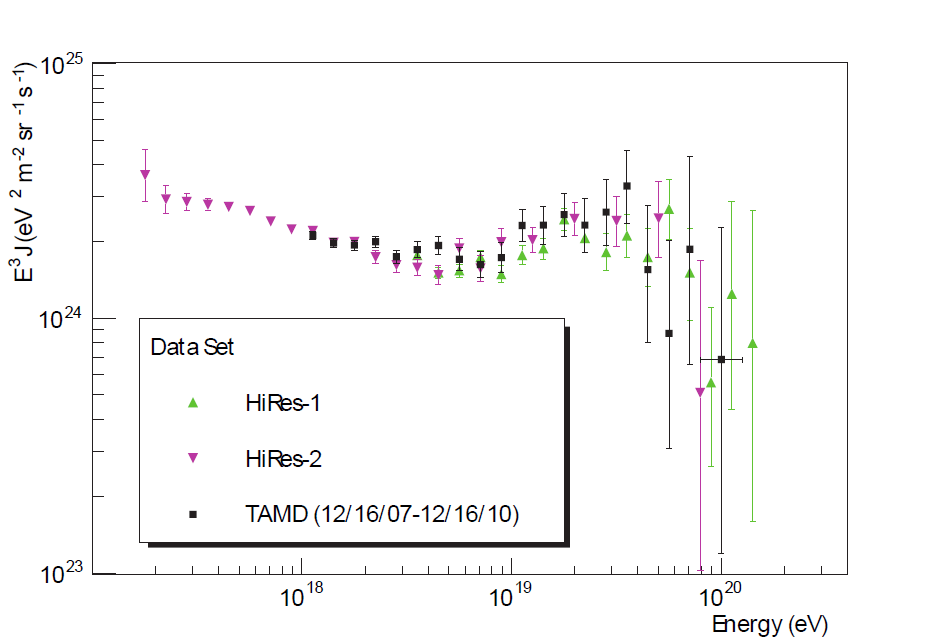 10^25
E^3 J (eV^2 m^-2 sr^-1 s^-1)
10^24
Data Set
HiRes-1
HiRes-2
TAMD (12/16/07-12/16/10)
10^23
10^18 10^19 10^20
Energy (eV)